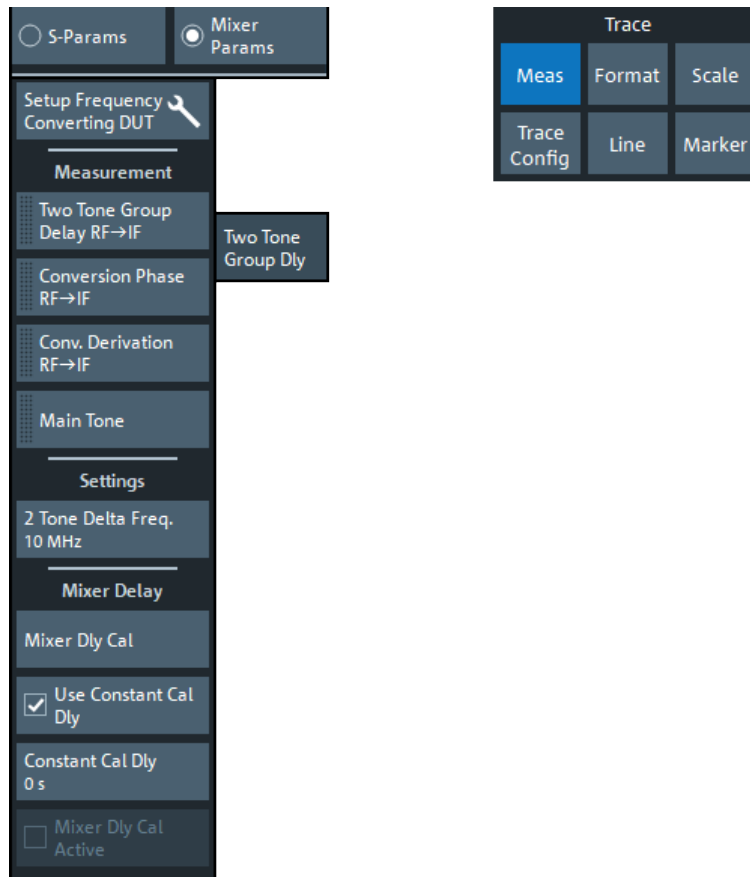 S-Params
Mixer
Params
Setup Frequency
Converting DUT
Measurement
Two Tone Group
Delay RF→IF
Two Tone
Group Dly
Conversion Phase
RF→IF
Conv. Derivation
RF→IF
Main Tone
Settings
2 Tone Delta Freq.
10 MHz
Mixer Delay
Mixer Dly Cal
Use Constant Cal
Dly
Constant Cal Dly
0 s
Mixer Dly Cal
Active
Trace
Meas
Format
Scale
Trace
Config
Line
Marker